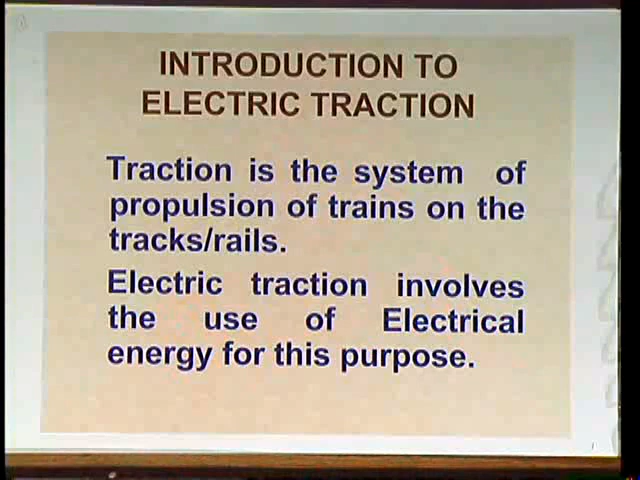 INTRODUCTION TO
ELECTRIC TRACTION
Traction is the system of
propulsion of trains on the
tracks/rails.
Electric traction involves
the use of Electrical
energy for this purpose.